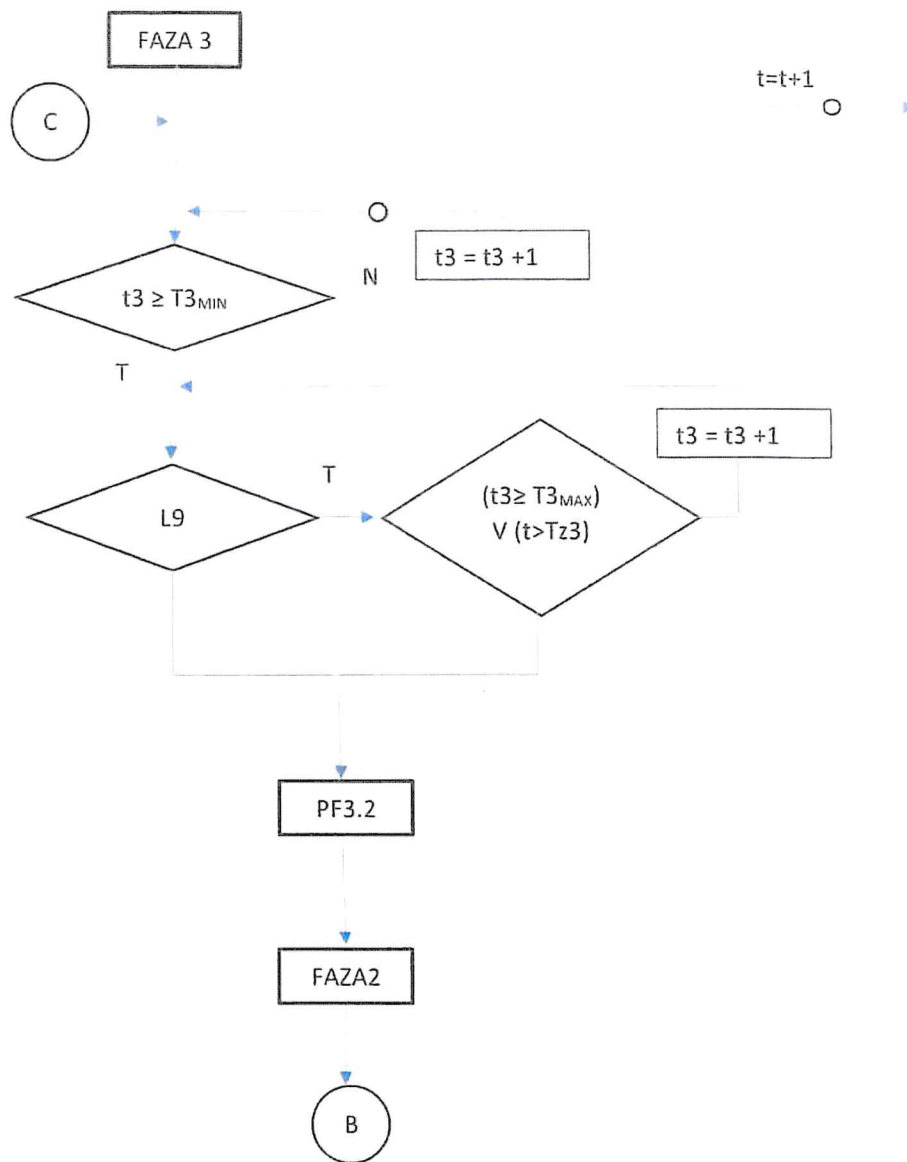 FAZA 3
t=t+1
C
t3 = t3 +1
N
t3 ≥ T3MIN
T
t3 = t3 +1
T
L9
(t3≥ T3MAX)
V (t>Tz3)
PF3.2
FAZA2
B